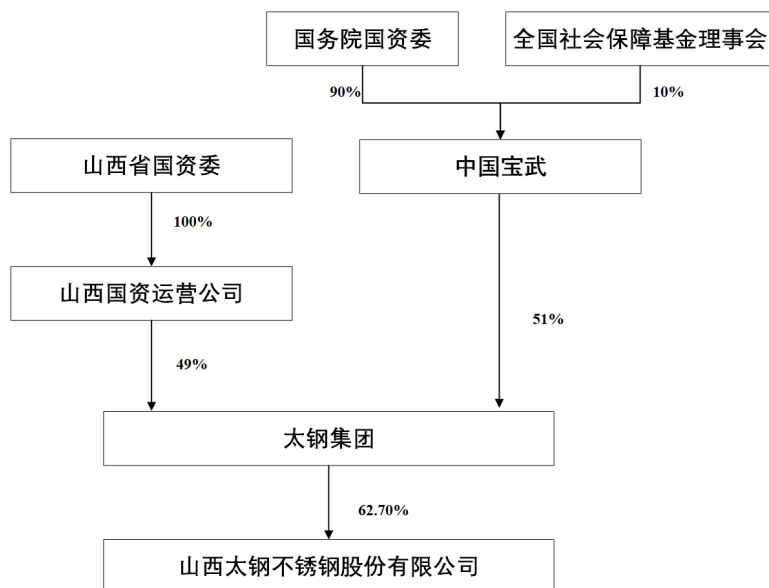 国务院国资委
全国社会保障基金理事会
90%
10%
山西省国资委
中国宝武
100%
山西国资运营公司
51%
49%
太钢集团
62.70%
山西太钢不锈钢股份有限公司